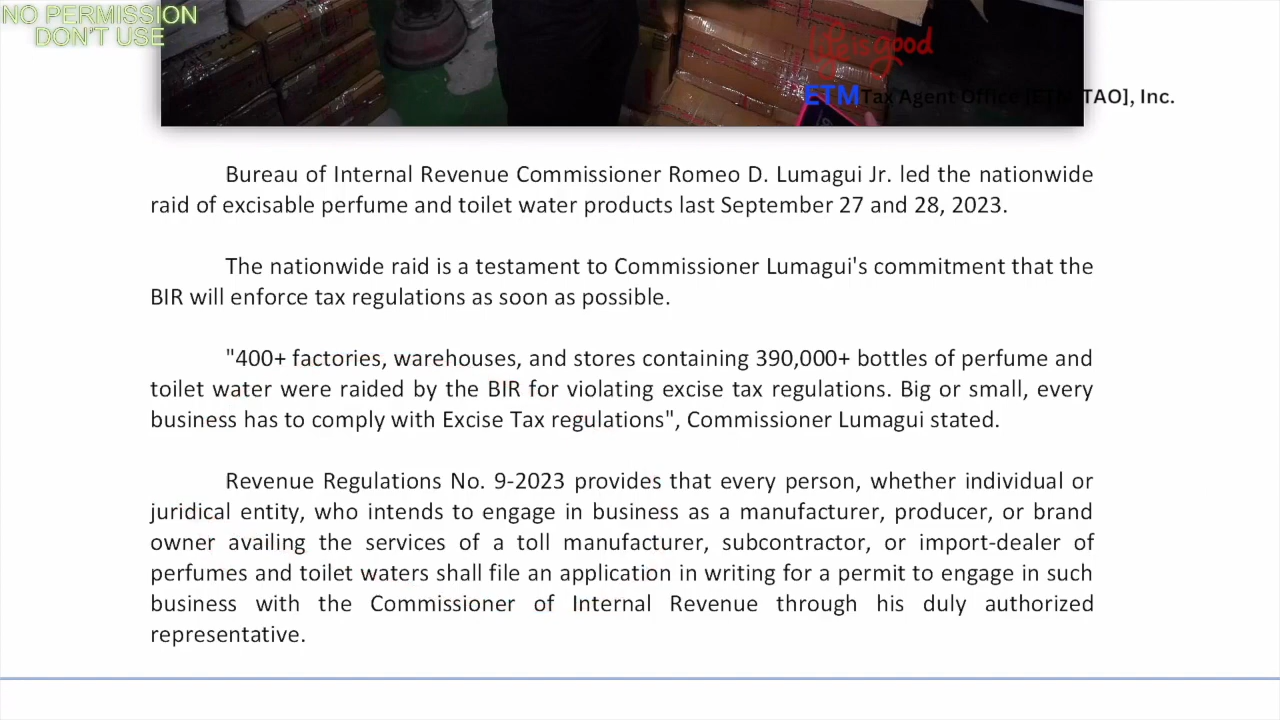 NO PERMISSION
DON'T USE
life is good
ETM Tax Agent Office [ETM TAO], Inc.
Bureau of Internal Revenue Commissioner Romeo D. Lumagui Jr. led the nationwide
raid of excisable perfume and toilet water products last September 27 and 28, 2023.
The nationwide raid is a testament to Commissioner Lumagui's commitment that the
BIR will enforce tax regulations as soon as possible.
"400+ factories, warehouses, and stores containing 390,000+ bottles of perfume and
toilet water were raided by the BIR for violating excise tax regulations. Big or small, every
business has to comply with Excise Tax regulations", Commissioner Lumagui stated.
Revenue Regulations No. 9-2023 provides that every person, whether individual or
juridical entity, who intends to engage in business as a manufacturer, producer, or brand
owner availing the services of a toll manufacturer, subcontractor, or import-dealer of
perfumes and toilet waters shall file an application in writing for a permit to engage in such
business with the Commissioner of Internal Revenue through his duly authorized
representative.